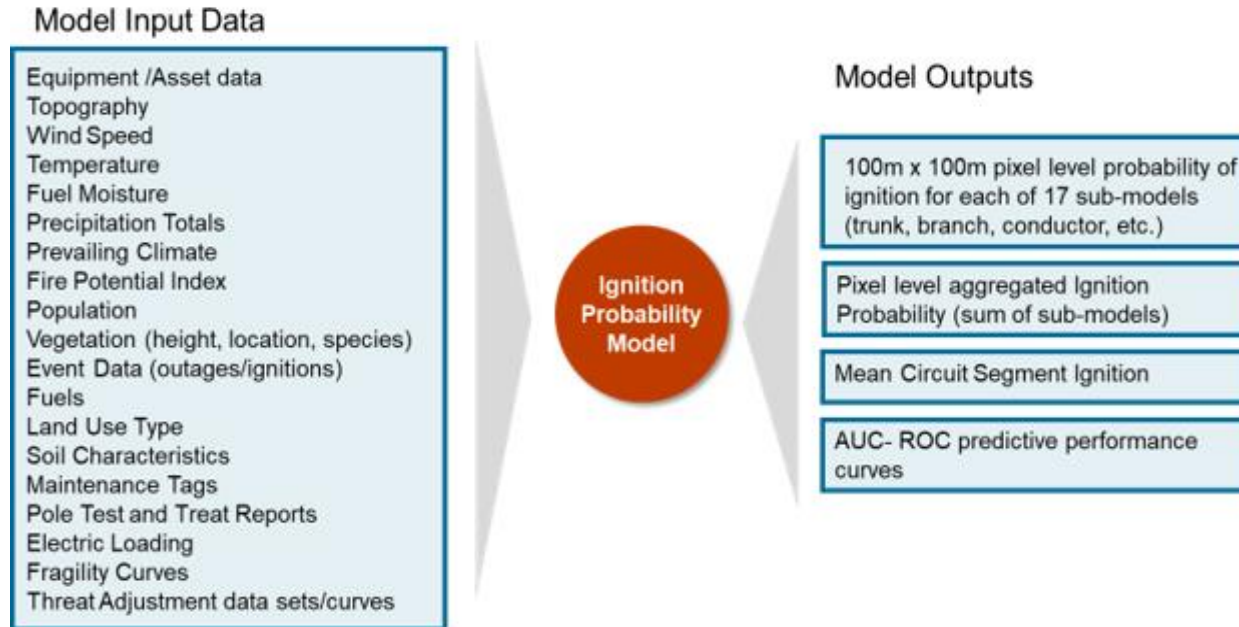 Model Input Data
Equipment /Asset data
Topography
Wind Speed
Temperature
Fuel Moisture
Precipitation Totals
Prevailing Climate
Fire Potential Index
Population
Vegetation (height, location, species)
Event Data (outages/ignitions)
Fuels
Land Use Type
Soil Characteristics
Maintenance Tags
Pole Test and Treat Reports
Electric Loading
Fragility Curves
Threat Adjustment data sets/curves
Ignition
Probability
Model
Model Outputs
100m x 100m pixel level probability of
ignition for each of 17 sub-models
(trunk, branch, conductor, etc.)
Pixel level aggregated Ignition
Probability (sum of sub-models)
Mean Circuit Segment Ignition
AUC- ROC predictive performance
curves